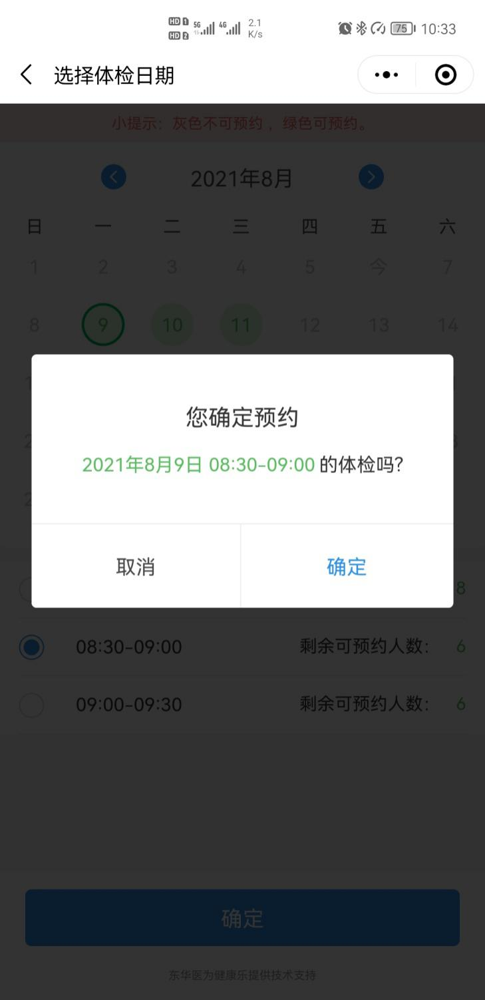 HD 1 5G 4G 2.1 75 10:33
HD 2 K/s
选择体检日期
小提示：灰色不可预约，绿色可预约。
2021年8月
日 一 二 三 四 五 六
1 2 3 4 5 今 7
8 9 10 11 12 13 14
您确定预约
2021年8月9日 08:30-09:00 的体检吗?
取消 确定
8
08:30-09:00 剩余可预约人数： 6
09:00-09:30 剩余可预约人数： 6
确定
东华医为健康乐提供技术支持